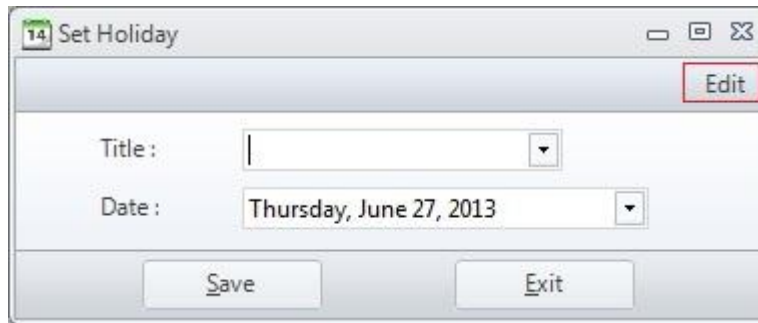 14 Set Holiday
Edit
Title :
Date : Thursday, June 27, 2013
Save Exit